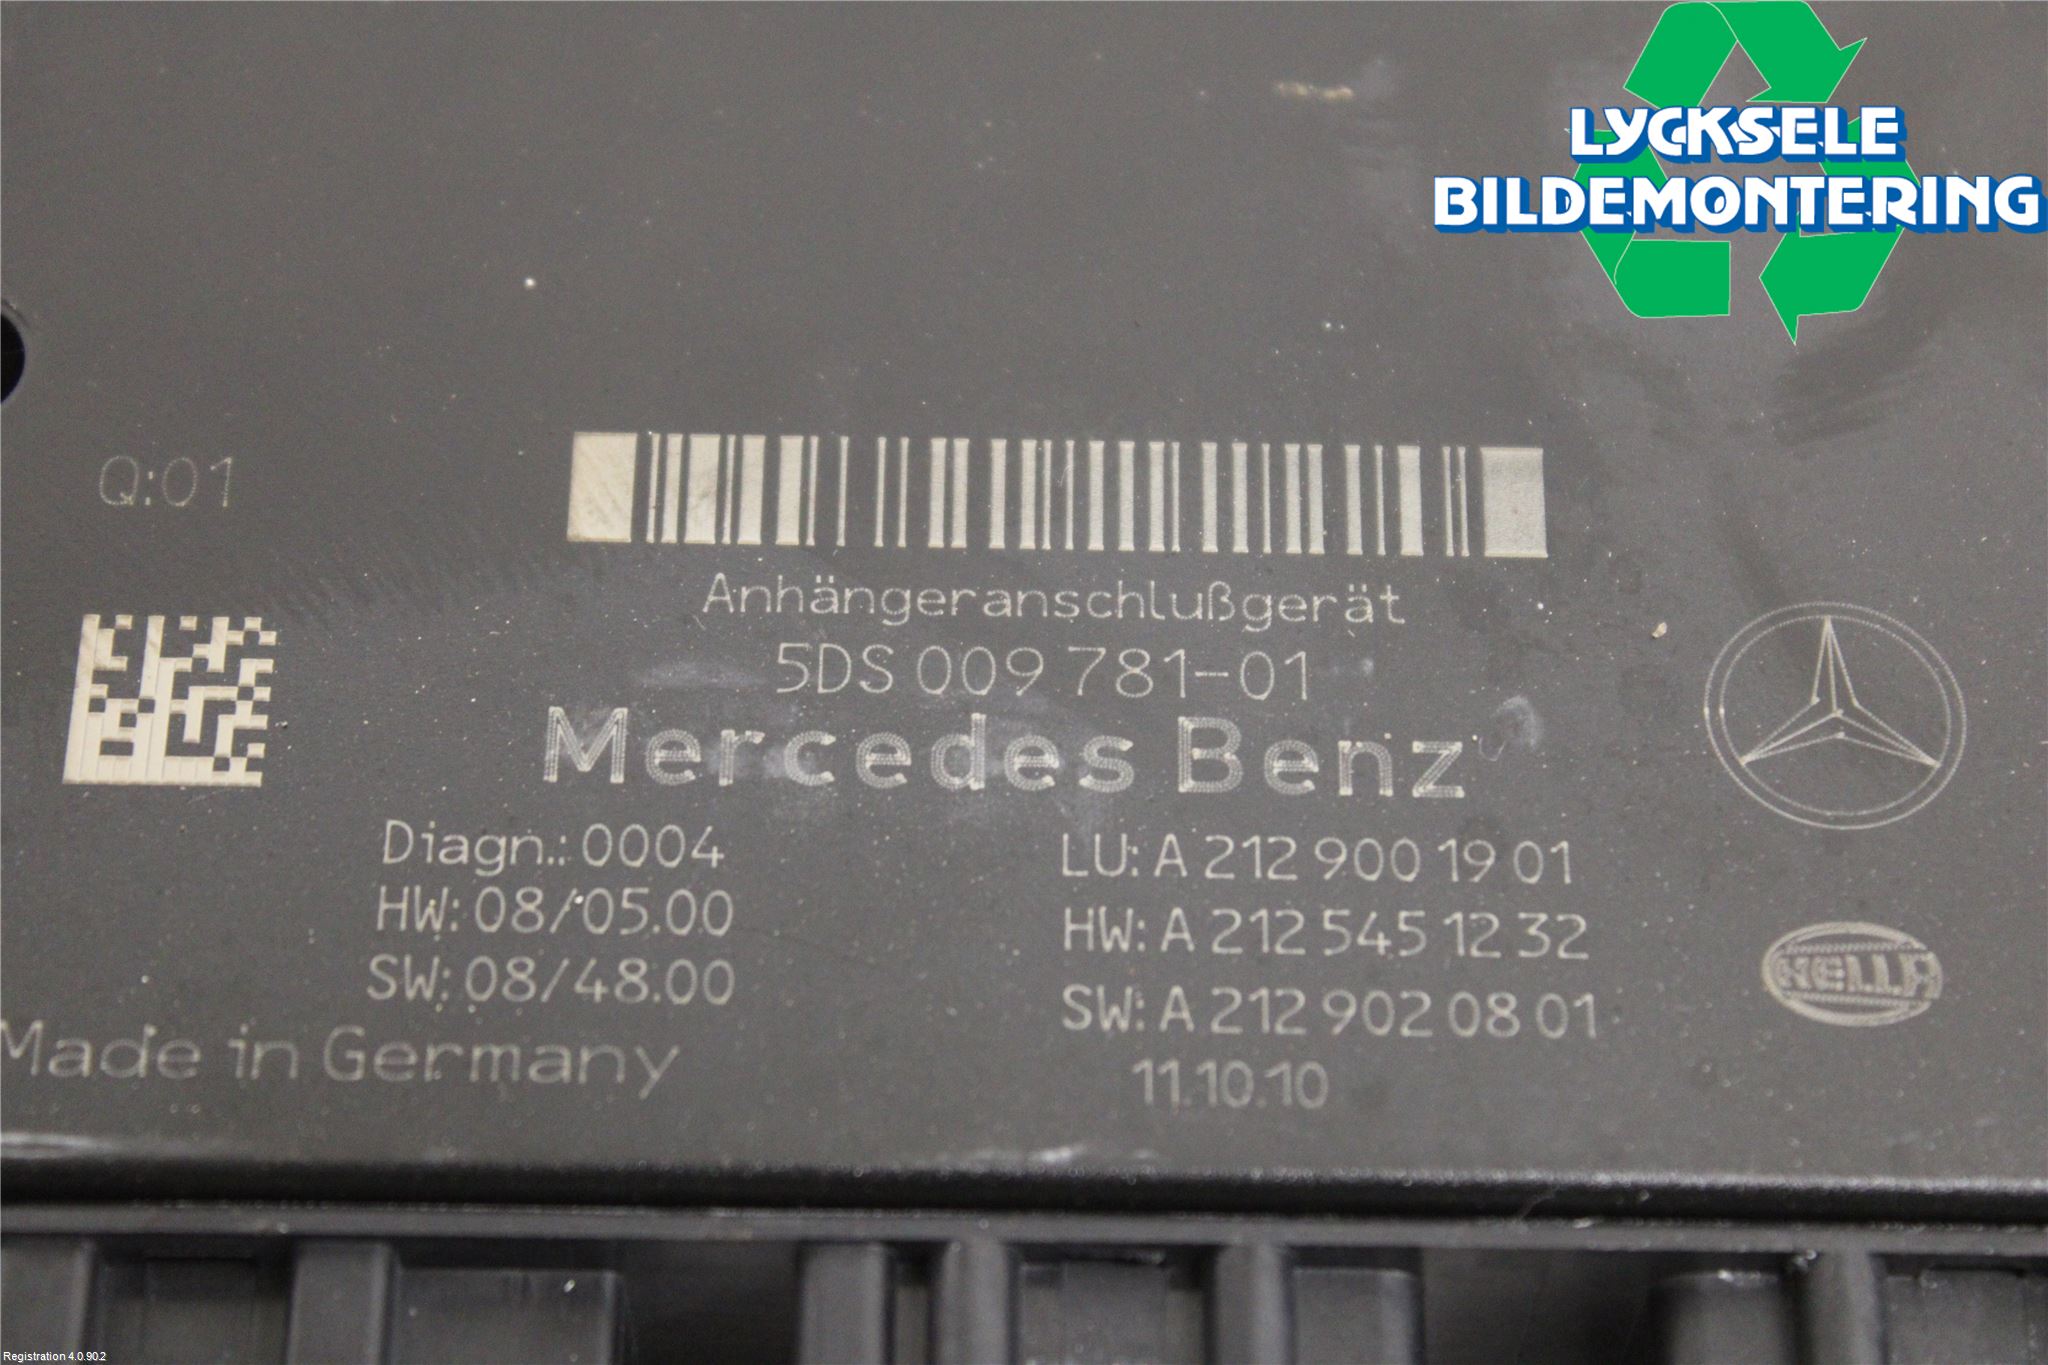 LYCKSELE
BILDEMONTERING
Q:01
Anhängeranschlußgerät
5DS 009 781-01
Mercedes Benz
Diagn.: 0004
HW: 08/05.00
SW: 08/48.00
Made in Germany
LU: A 212 900 19 01
HW: A 212 545 12 32
SW: A 212 902 08 01
11.10.10
HELLA
Registration 4.0.90.2